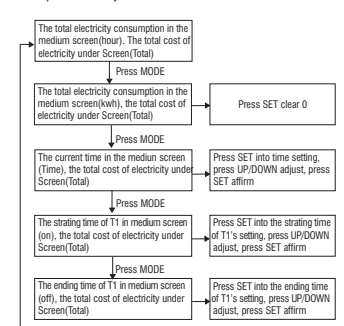 The total electricity consumption in the
medium screen(hour). The total cost of
electricity under Screen(Total)
Press MODE
The total electricity consumption in the
medium screen(kwh), the total cost of
electricity under Screen(Total)
Press SET clear 0
Press MODE
The current time in the mediun screen
(Time), the total cost of electricity under
Screen(Total)
Press SET into time setting,
press UP/DOWN adjust, press
SET affirm
Press MODE
The strating time of T1 in medium screen
(on), the total cost of electricity under
Screen(Total)
Press SET into the strating time
of T1's setting, press UP/DOWN
adjust, press SET affirm
Press MODE
The ending time of T1 in medium screen
(off), the total cost of electricity under
Screen(Total)
Press SET into the ending time
of T1's setting, press UP/DOWN
adjust, press SET affirm